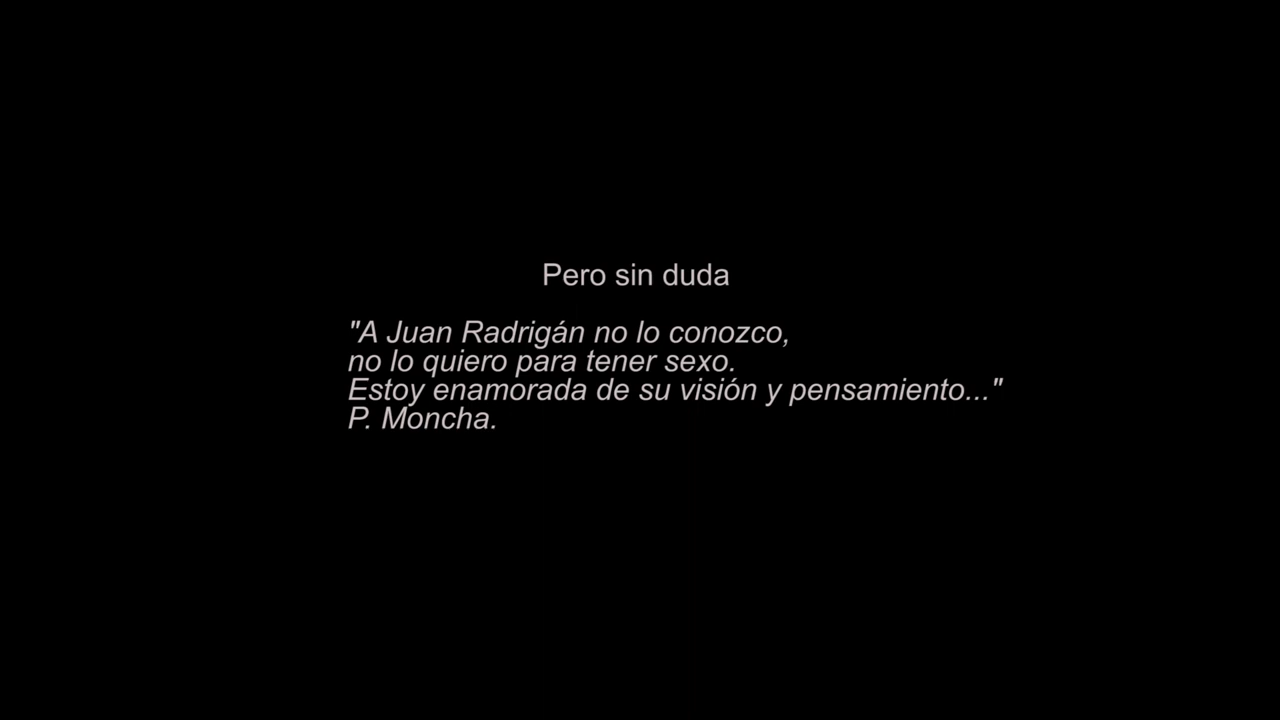 Pero sin duda
"A Juan Radrigán no lo conozco,
no lo quiero para tener sexo.
Estoy enamorada de su visión y pensamiento..."
P. Moncha.